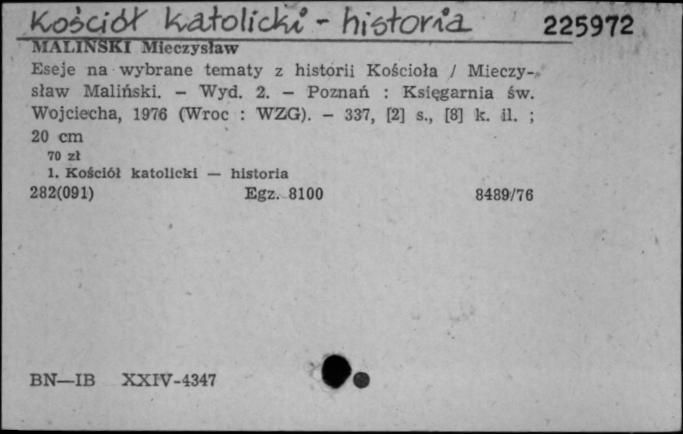 Kościół katolicki - historia 225972
MALIŃSKI Mieczysław
Eseje na wybrane tematy z historii Kościoła / Mieczy-
sław Maliński. — Wyd. 2. — Poznań : Księgarnia św.
Wojciecha, 1976 (Wroc : WZG). — 337, [2] s., [8] k. il. ;
20 cm
70 zł
1. Kościół katolicki — historia
282(091) Egz. 8100 8489/76
BN—IB XXIV-4347